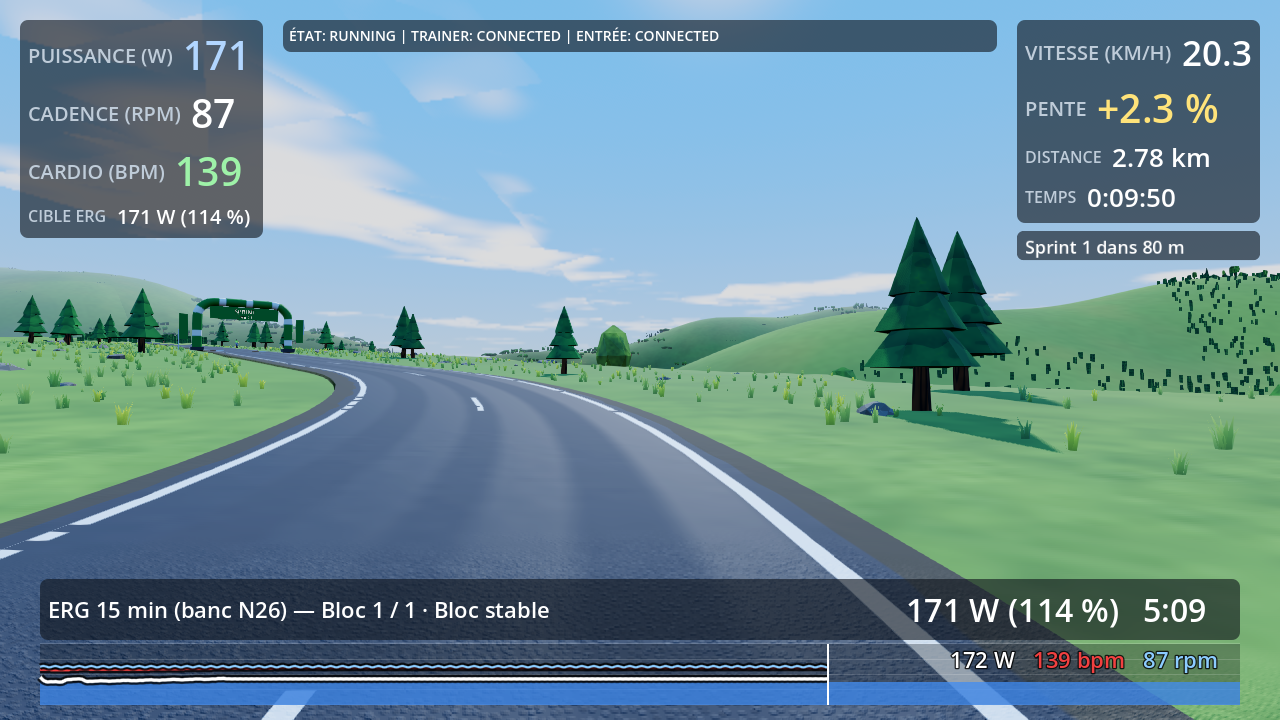 PUISSANCE (W) 171
CADENCE (RPM) 87
CARDIO (BPM) 139
CIBLE ERG 171 W (114 %)
ÉTAT: RUNNING | TRAINER: CONNECTED | ENTRÉE: CONNECTED
VITESSE (KM/H) 20.3
PENTE +2.3 %
DISTANCE 2.78 km
TEMPS 0:09:50
Sprint 1 dans 80 m
ERG 15 min (banc N26) — Bloc 1 / 1 · Bloc stable
171 W (114 %) 5:09
172 W 139 bpm 87 rpm